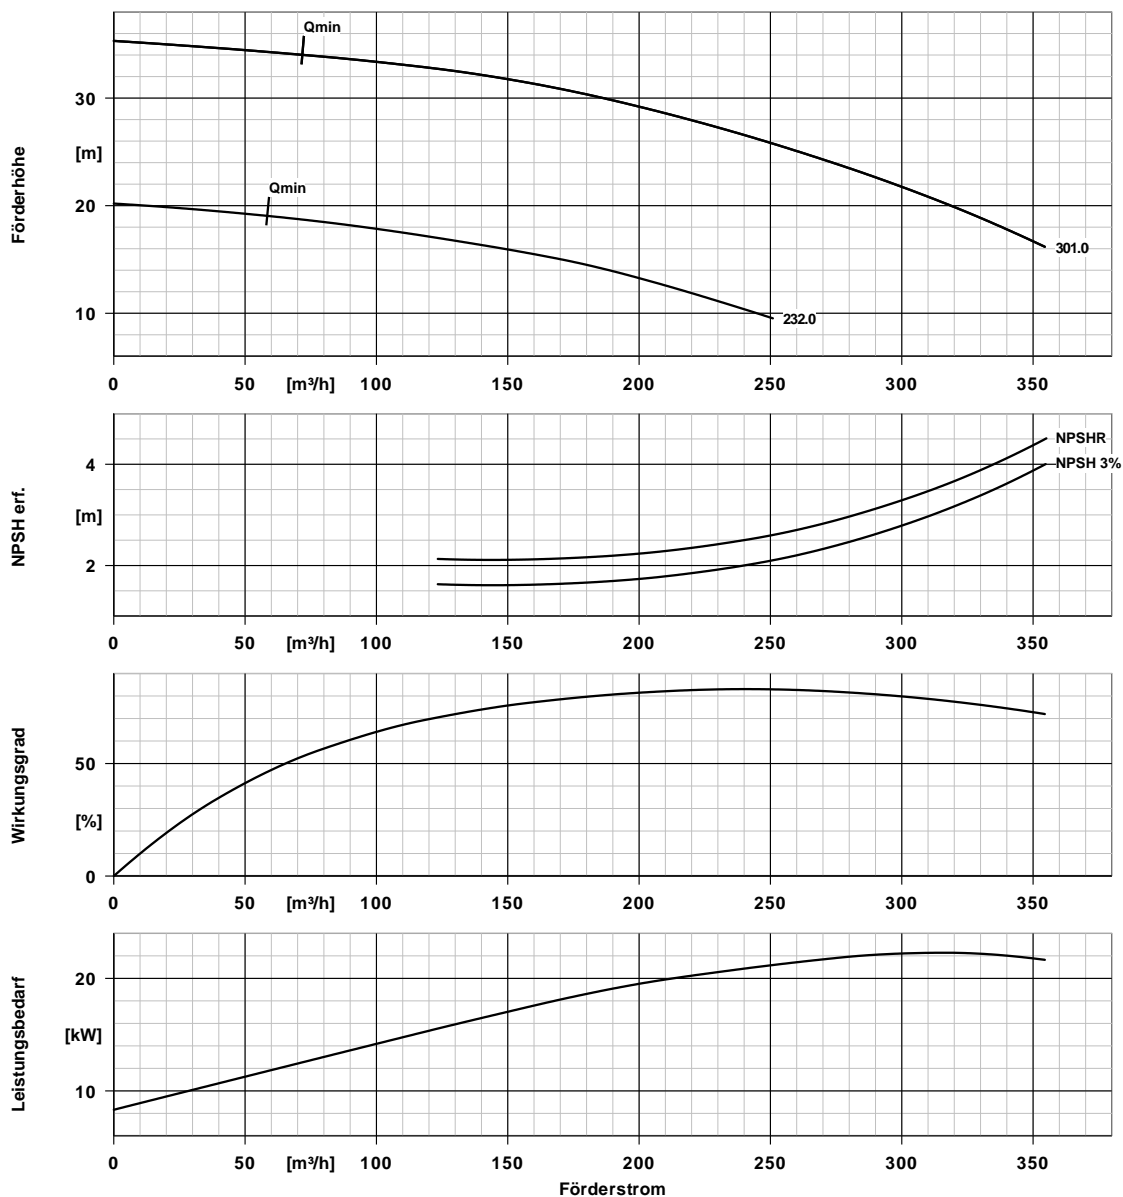 Qmin
30
[m]
Förderhöhe
20
Qmin
301.0
10
232.0
0 50 [m³/h] 100 150 200 250 300 350
NPSHR
4
NPSH 3%
NPSH erf.
[m]
2
0 50 [m³/h] 100 150 200 250 300 350
Wirkungsgrad
50
[%]
0
0 50 [m³/h] 100 150 200 250 300 350
Leistungsbedarf
20
[kW]
10
0 50 [m³/h] 100 150 200 250 300 350
Förderstrom